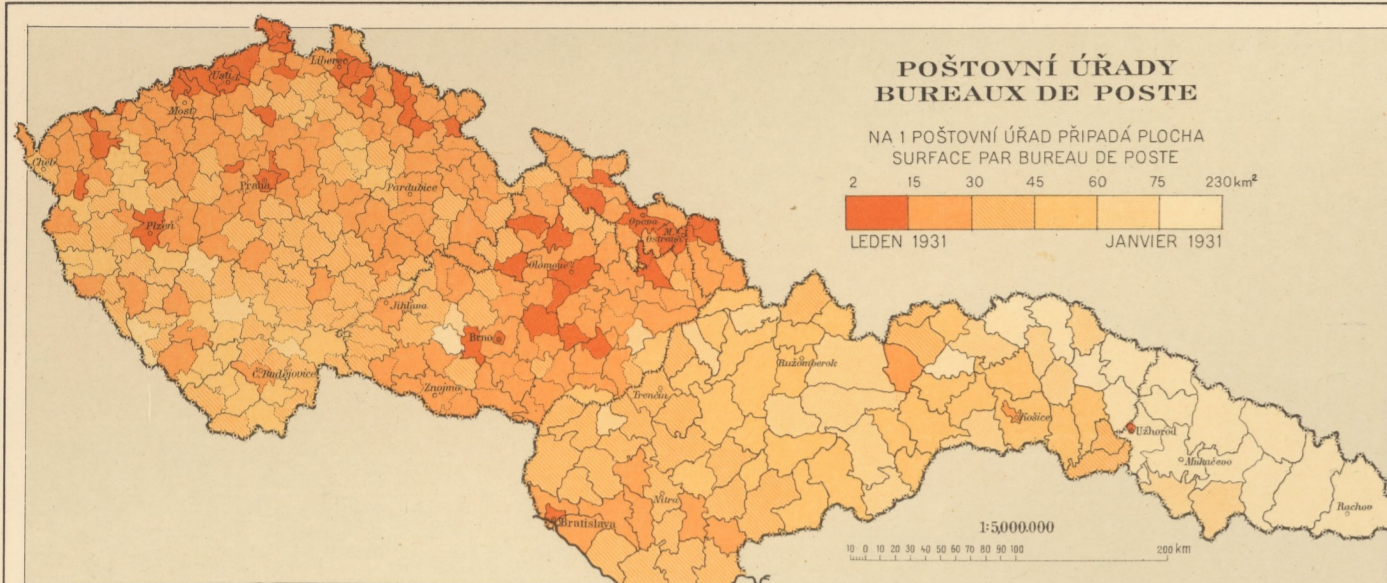 POŠTOVNÍ ÚŘADY
BUREAUX DE POSTE
NA 1 POŠTOVNÍ ÚŘAD PŘIPADÁ PLOCHA
SURFACE PAR BUREAU DE POSTE
2 15 30 45 60 75 230 km²
LEDEN 1931 JANVIER 1931
Liberec
Ústí
Most
Cheb
Praha
Pardubice
Plzeň
Opava
M. Ostrava
Olomouc
Jihlava
Brno
Č. Budějovice
Znojmo
Ružomberok
Trenčín
Košice
Užhorod
Mukačevo
Nitra
Rachov
Bratislava
1:5,000.000
10 0 10 20 30 40 50 60 70 80 90 100 200 km